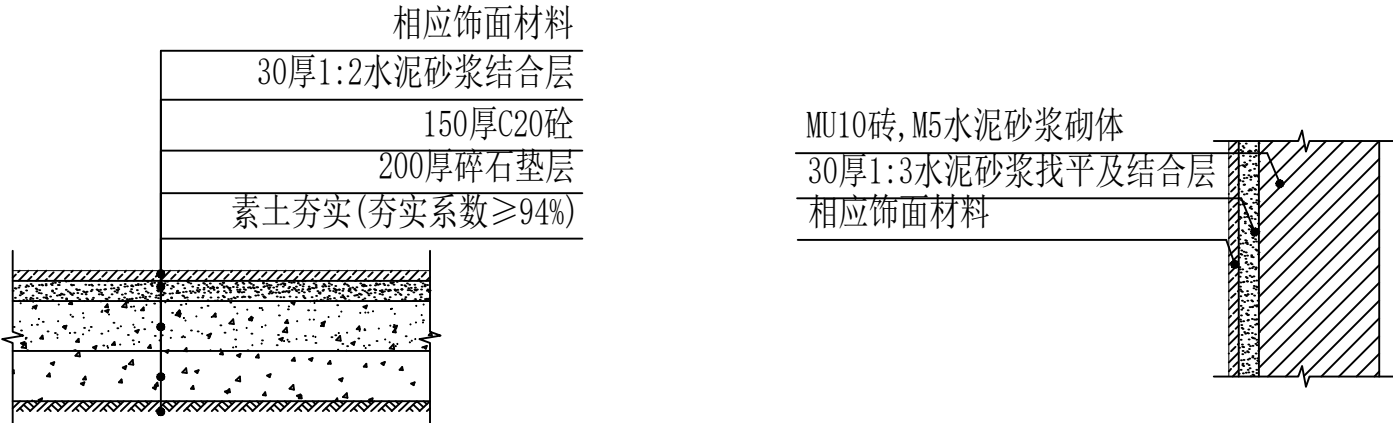 相应饰面材料
30厚1:2水泥砂浆结合层
150厚C20砼
200厚碎石垫层
素土夯实(夯实系数≥94%)
MU10砖,M5水泥砂浆砌体
30厚1:3水泥砂浆找平及结合层
相应饰面材料